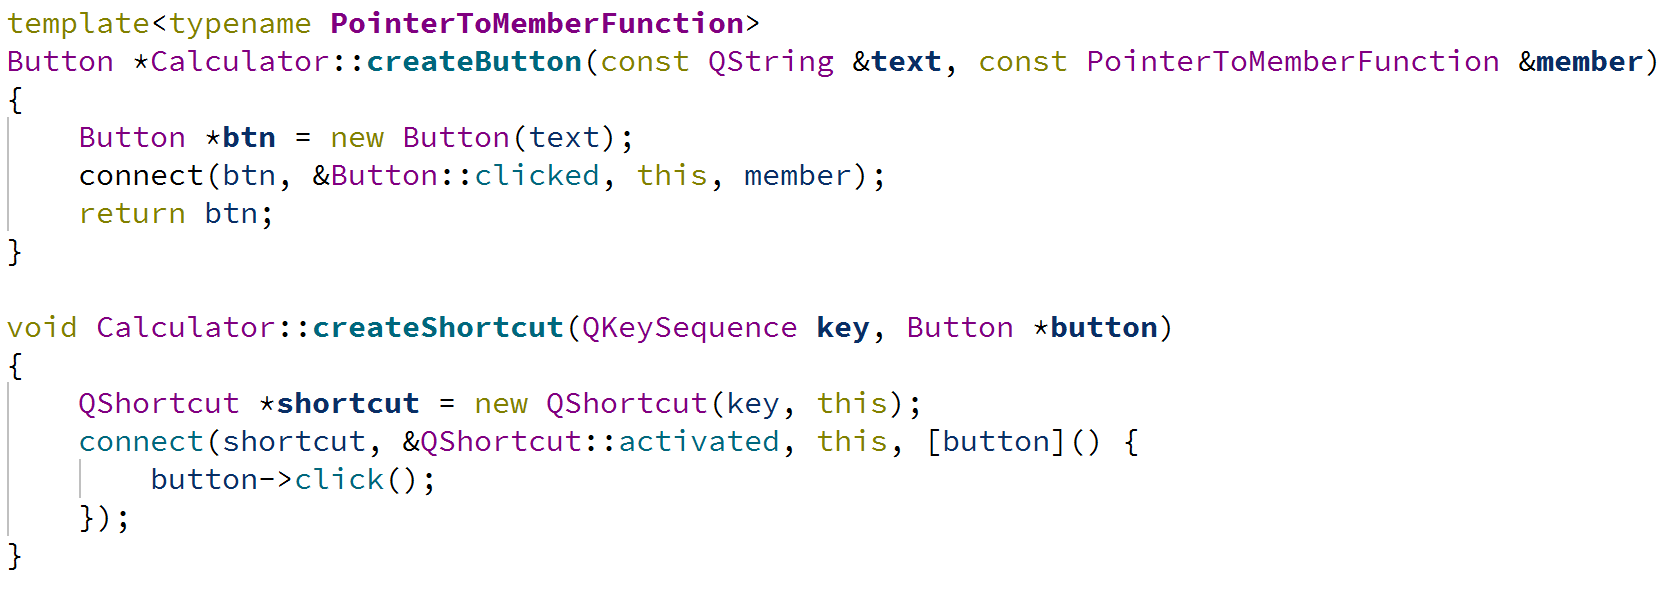 template<typename PointerToMemberFunction>
Button *Calculator::createButton(const QString &text, const PointerToMemberFunction &member)
{
    Button *btn = new Button(text);
    connect(btn, &Button::clicked, this, member);
    return btn;
}

void Calculator::createShortcut(QKeySequence key, Button *button)
{
    QShortcut *shortcut = new QShortcut(key, this);
    connect(shortcut, &QShortcut::activated, this, [button]() {
        button->click();
    });
}